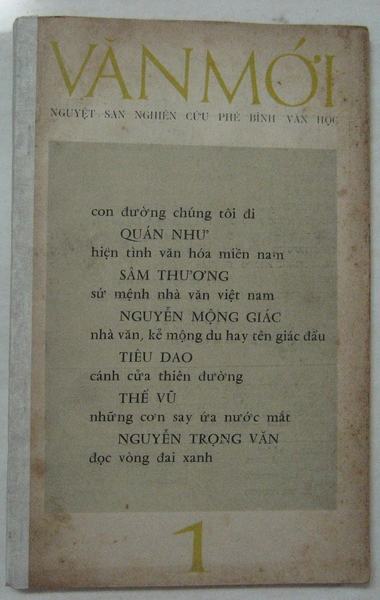 VĂN MỚI
NGUYỆT SAN NGHIÊN CỨU PHÊ BÌNH VĂN HỌC
con đường chúng tôi đi
QUÁN NHƯ
hiện tình văn hóa miền nam
SÂM THƯƠNG
sứ mệnh nhà văn việt nam
NGUYỄN MỘNG GIÁC
nhà văn, kẻ mộng du hay tên giác đấu
TIÊU DAO
cánh cửa thiên đường
THẾ VŨ
những cơn say ứa nước mắt
NGUYỄN TRỌNG VĂN
đọc vòng đai xanh
1